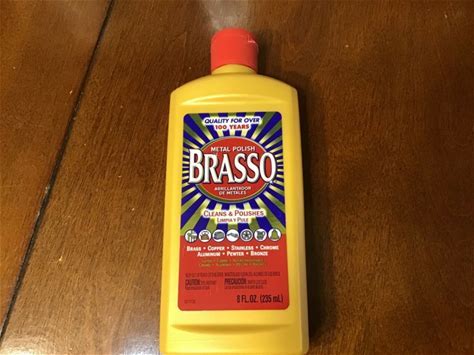 QUALITY FOR OVER
100 YEARS
METAL POLISH
BRASSO
ABRILLANTADOR
DE METALES
CLEANS & POLISHES
LIMPIA Y PULE
BRASS • COPPER • STAINLESS • CHROME
ALUMINUM • PEWTER • BRONZE
CAUTION:
PRECAUCIÓN:
8 FL.OZ. (235 mL)